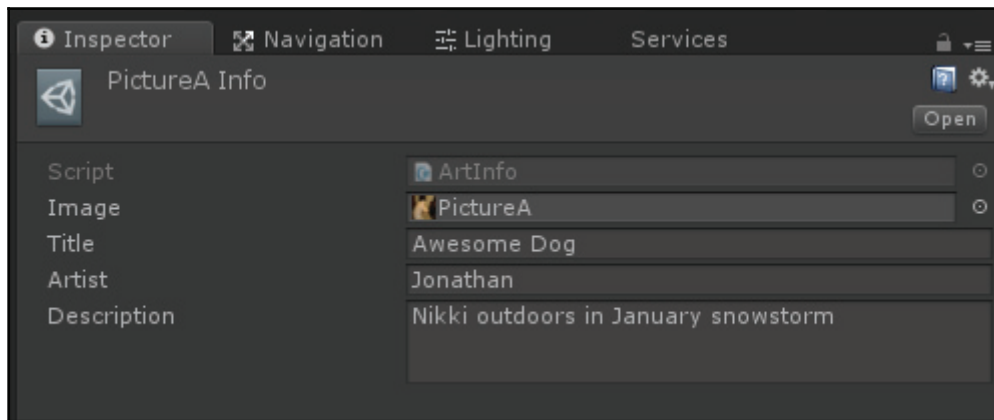 Inspector Navigation Lighting Services
PictureA Info
Open
Script ArtInfo
Image PictureA
Title Awesome Dog
Artist Jonathan
Description Nikki outdoors in January snowstorm